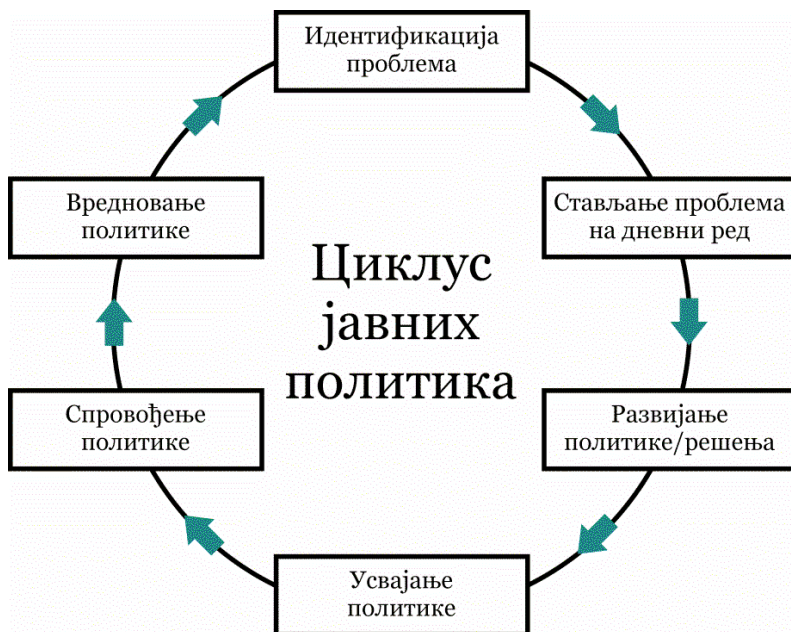 Идентификација
проблема
Стављање проблема
на дневни ред
Развијање
политике/решења
Усвајање
политике
Спровођење
политике
Вредновање
политике
Циклус
јавних
политика